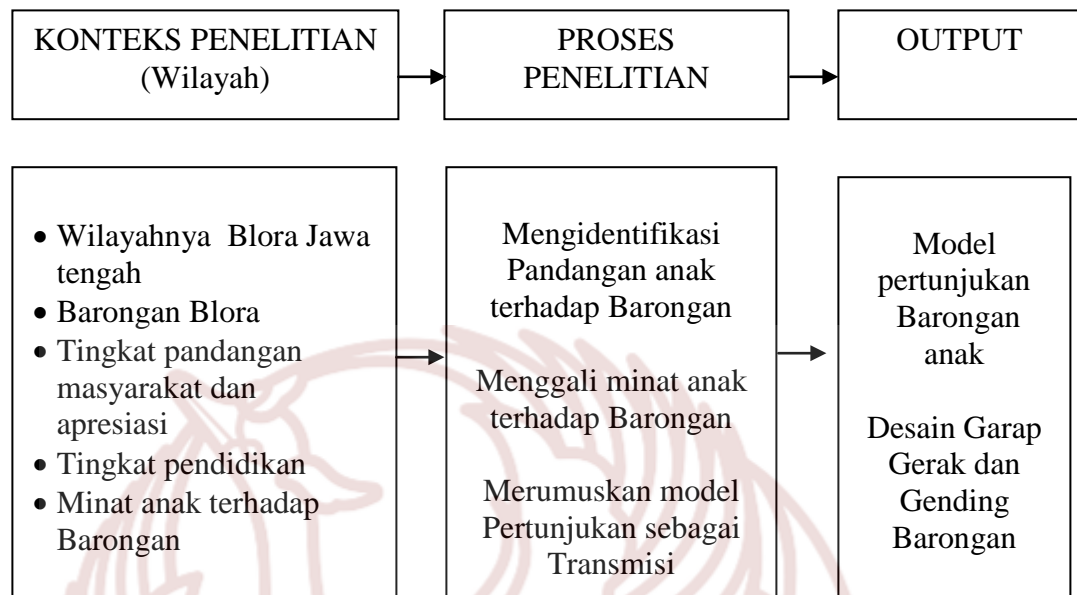 KONTEKS PENELITIAN
(Wilayah)
PROSES
PENELITIAN
OUTPUT
• Wilayahnya Blora Jawa
tengah
• Barongan Blora
• Tingkat pandangan
masyarakat dan
apresiasi
• Tingkat pendidikan
• Minat anak terhadap
Barongan
Mengidentifikasi
Pandangan anak
terhadap Barongan
Menggali minat anak
terhadap Barongan
Merumuskan model
Pertunjukan sebagai
Transmisi
Model
pertunjukan
Barongan
anak
Desain Garap
Gerak dan
Gending
Barongan